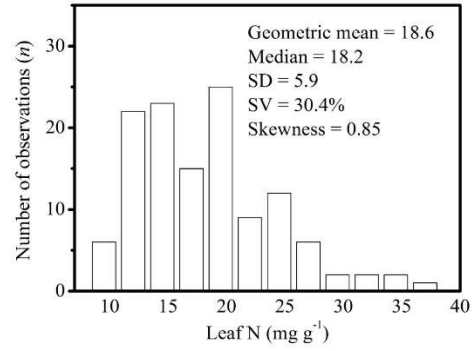 Geometric mean = 18.6
Median = 18.2
SD = 5.9
SV = 30.4%
Skewness = 0.85
Number of observations (n)
30
20
10
0
10 15 20 25 30 35 40
Leaf N (mg g⁻¹)